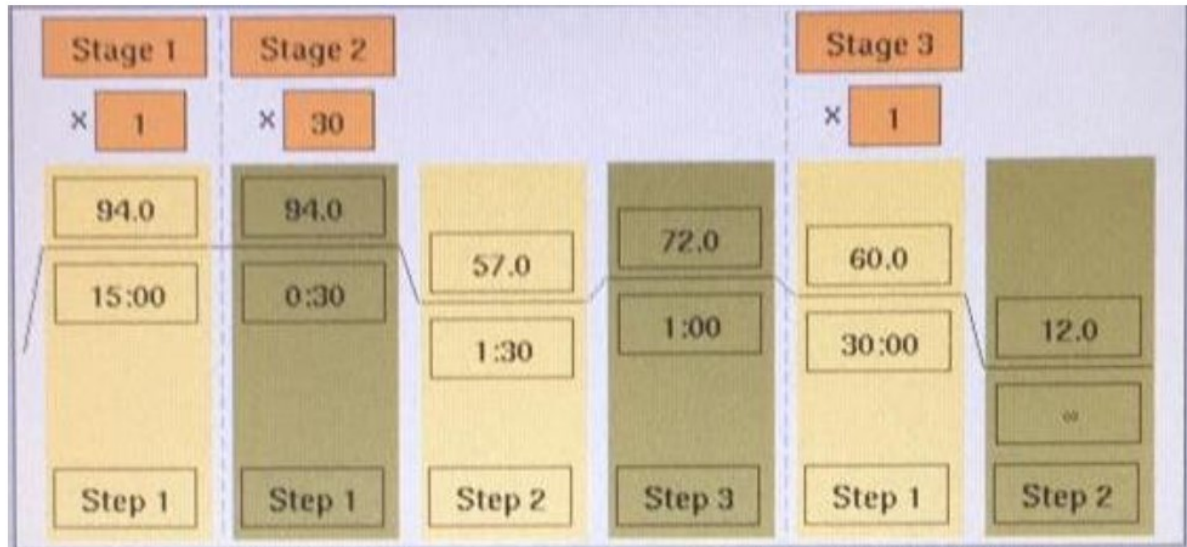 Stage 1 Stage 2 Stage 3
× 1 × 30 × 1
94.0 94.0 57.0 72.0 60.0 12.0
15:00 0:30 1:30 1:00 30:00 ∞
Step 1 Step 1 Step 2 Step 3 Step 1 Step 2